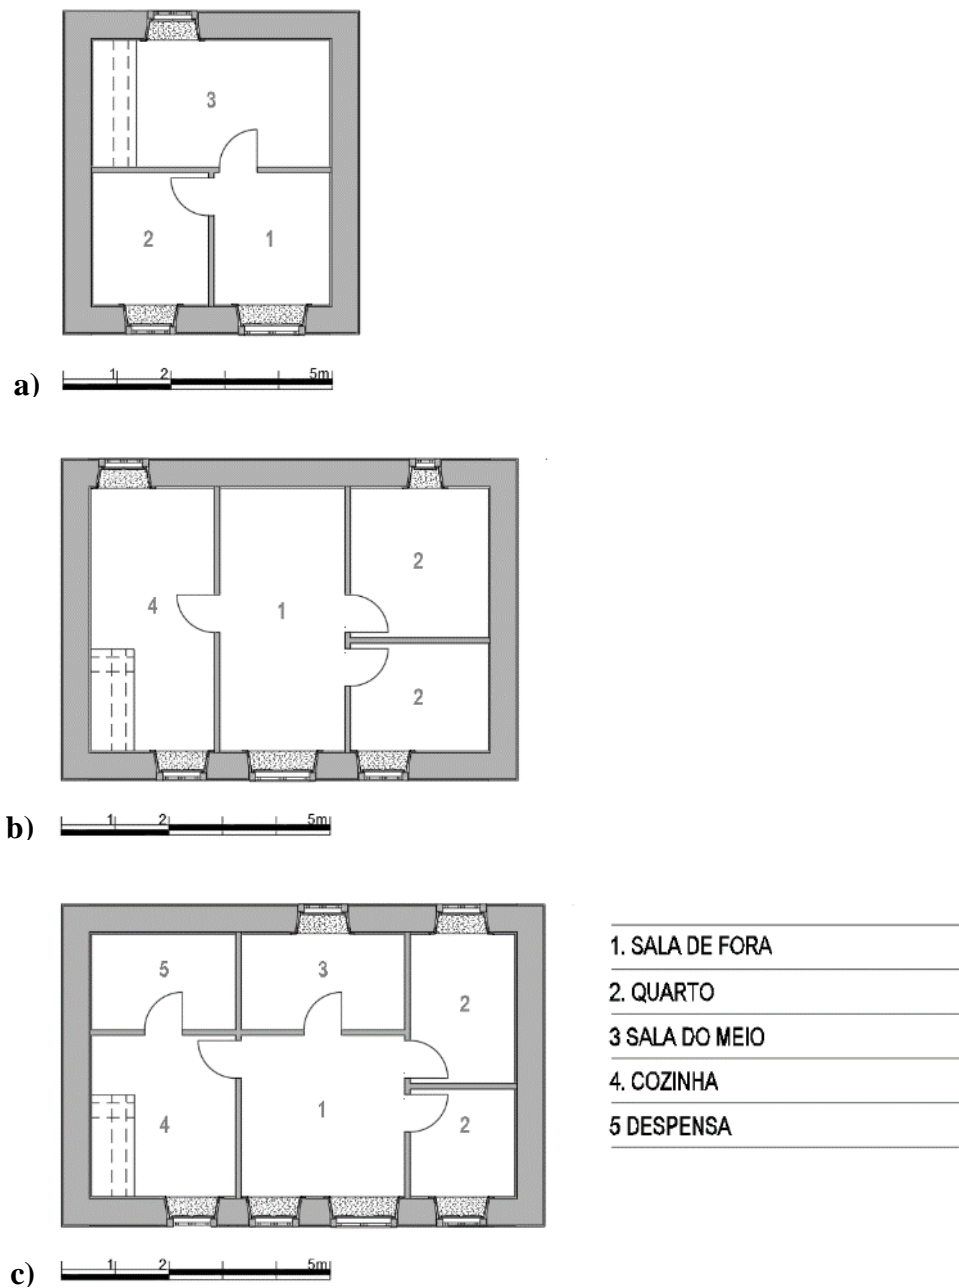 3
2 1
1 2 5m
a)
2
4 1
2
1 2 5m
b)
5 3 2
4 1 2
1 2 5m
c)
1. SALA DE FORA
2. QUARTO
3 SALA DO MEIO
4. COZINHA
5 DESPENSA